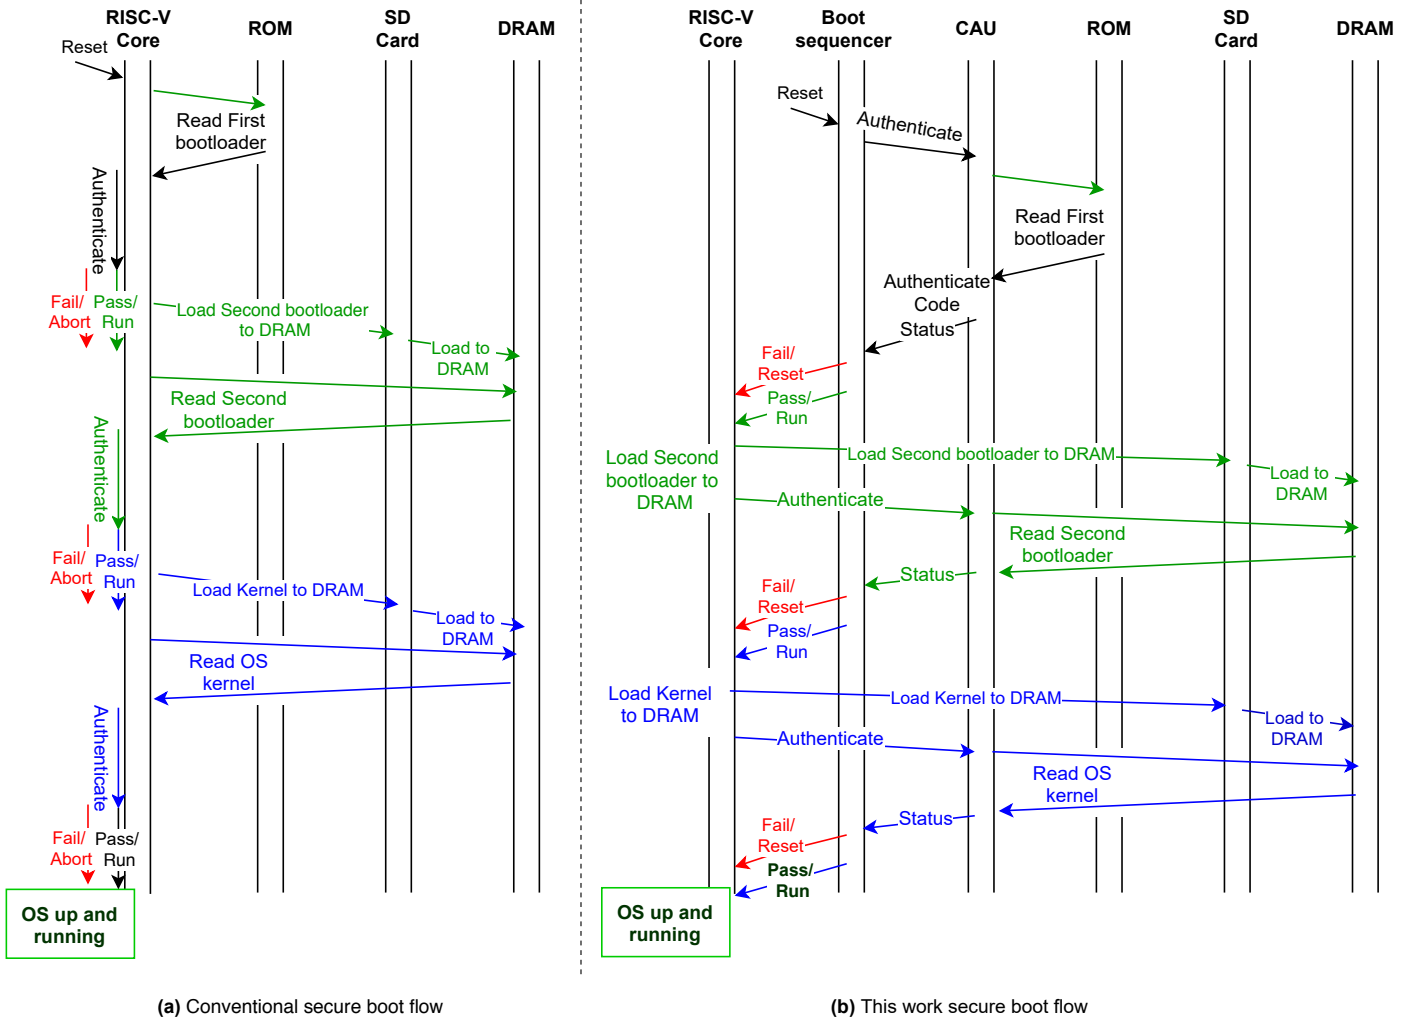 RISC-V
Core
ROM
SD
Card
DRAM
Reset
Read First
bootloader
Authenticate
Fail/
Abort
Pass/
Run
Load Second bootloader
to DRAM
Load to
DRAM
Read Second
bootloader
Authenticate
Fail/
Abort
Pass/
Run
Load Kernel to DRAM
Load to
DRAM
Read OS
kernel
Authenticate
Fail/
Abort
Pass/
Run
OS up and
running
(a) Conventional secure boot flow
RISC-V
Core
Boot
sequencer
CAU
ROM
SD
Card
DRAM
Reset
Authenticate
Read First
bootloader
Authenticate
Code
Status
Fail/
Reset
Pass/
Run
Load Second
bootloader to
DRAM
Load Second bootloader to DRAM
Load to
DRAM
Authenticate
Read Second
bootloader
Status
Fail/
Reset
Pass/
Run
Load Kernel
to DRAM
Load Kernel to DRAM
Load to
DRAM
Authenticate
Read OS
kernel
Status
Fail/
Reset
Pass/
Run
OS up and
running
(b) This work secure boot flow